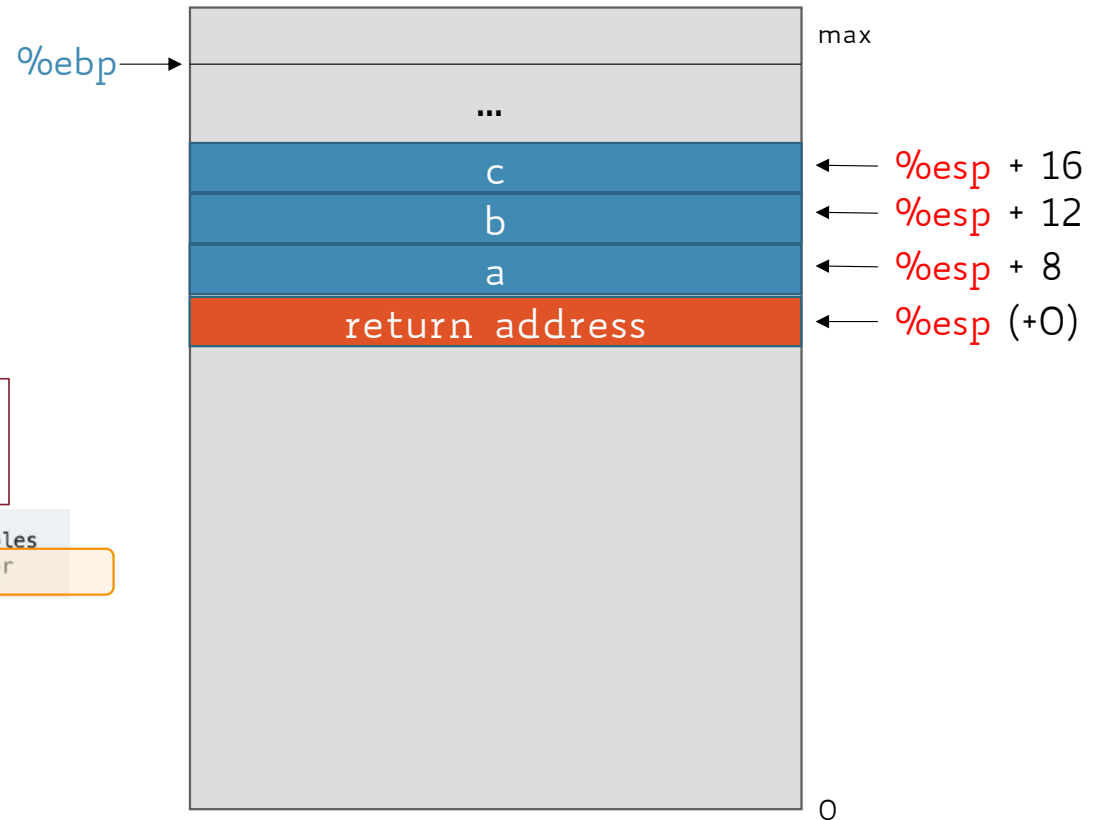 max
%ebp
...
c
%esp + 16
b
%esp + 12
a
%esp + 8
return address
%esp (+0)
0